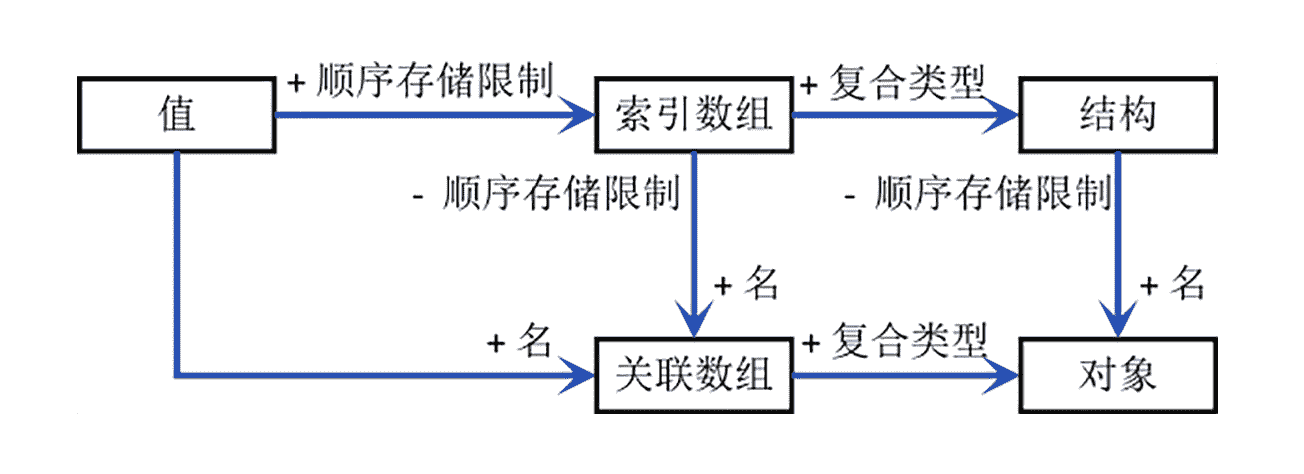 值
+ 顺序存储限制
索引数组
+ 复合类型
结构
- 顺序存储限制
- 顺序存储限制
+ 名
+ 名
+ 名
关联数组
+ 复合类型
对象